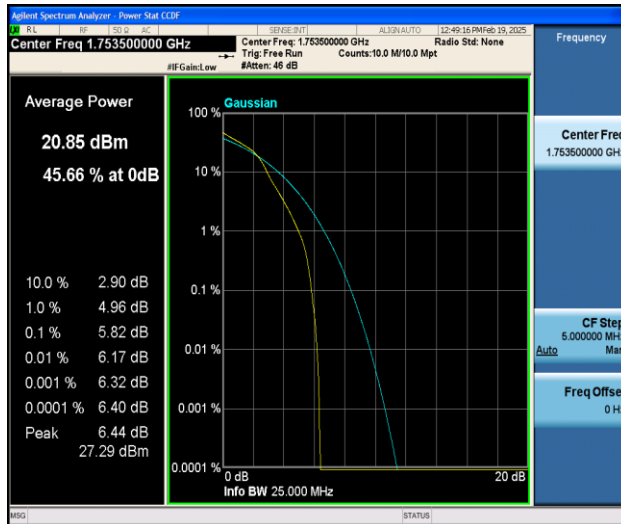 Agilent Spectrum Analyzer - Power Stat CCDF
RL RF 50 Ω AC SENSE:INT ALIGN AUTO 12:49:16 PM Feb 19, 2025
Center Freq 1.753500000 GHz
Center Freq: 1.753500000 GHz Radio Std: None
Trig: Free Run Counts:10.0 M/10.0 Mpt
#IFGain:Low #Atten: 46 dB
Frequency
Average Power
20.85 dBm
45.66 % at 0dB
10.0 % 2.90 dB
1.0 % 4.96 dB
0.1 % 5.82 dB
0.01 % 6.17 dB
0.001 % 6.32 dB
0.0001 % 6.40 dB
Peak 6.44 dB
27.29 dBm
Gaussian
100 %
10 %
1 %
0.1 %
0.01 %
0.001 %
0.0001 %
0 dB 20 dB
Info BW 25.000 MHz
Center Freq
1.753500000 GHz
CF Step
5.000000 MHz
Auto Man
Freq Offse
0 Hz
MSG STATUS